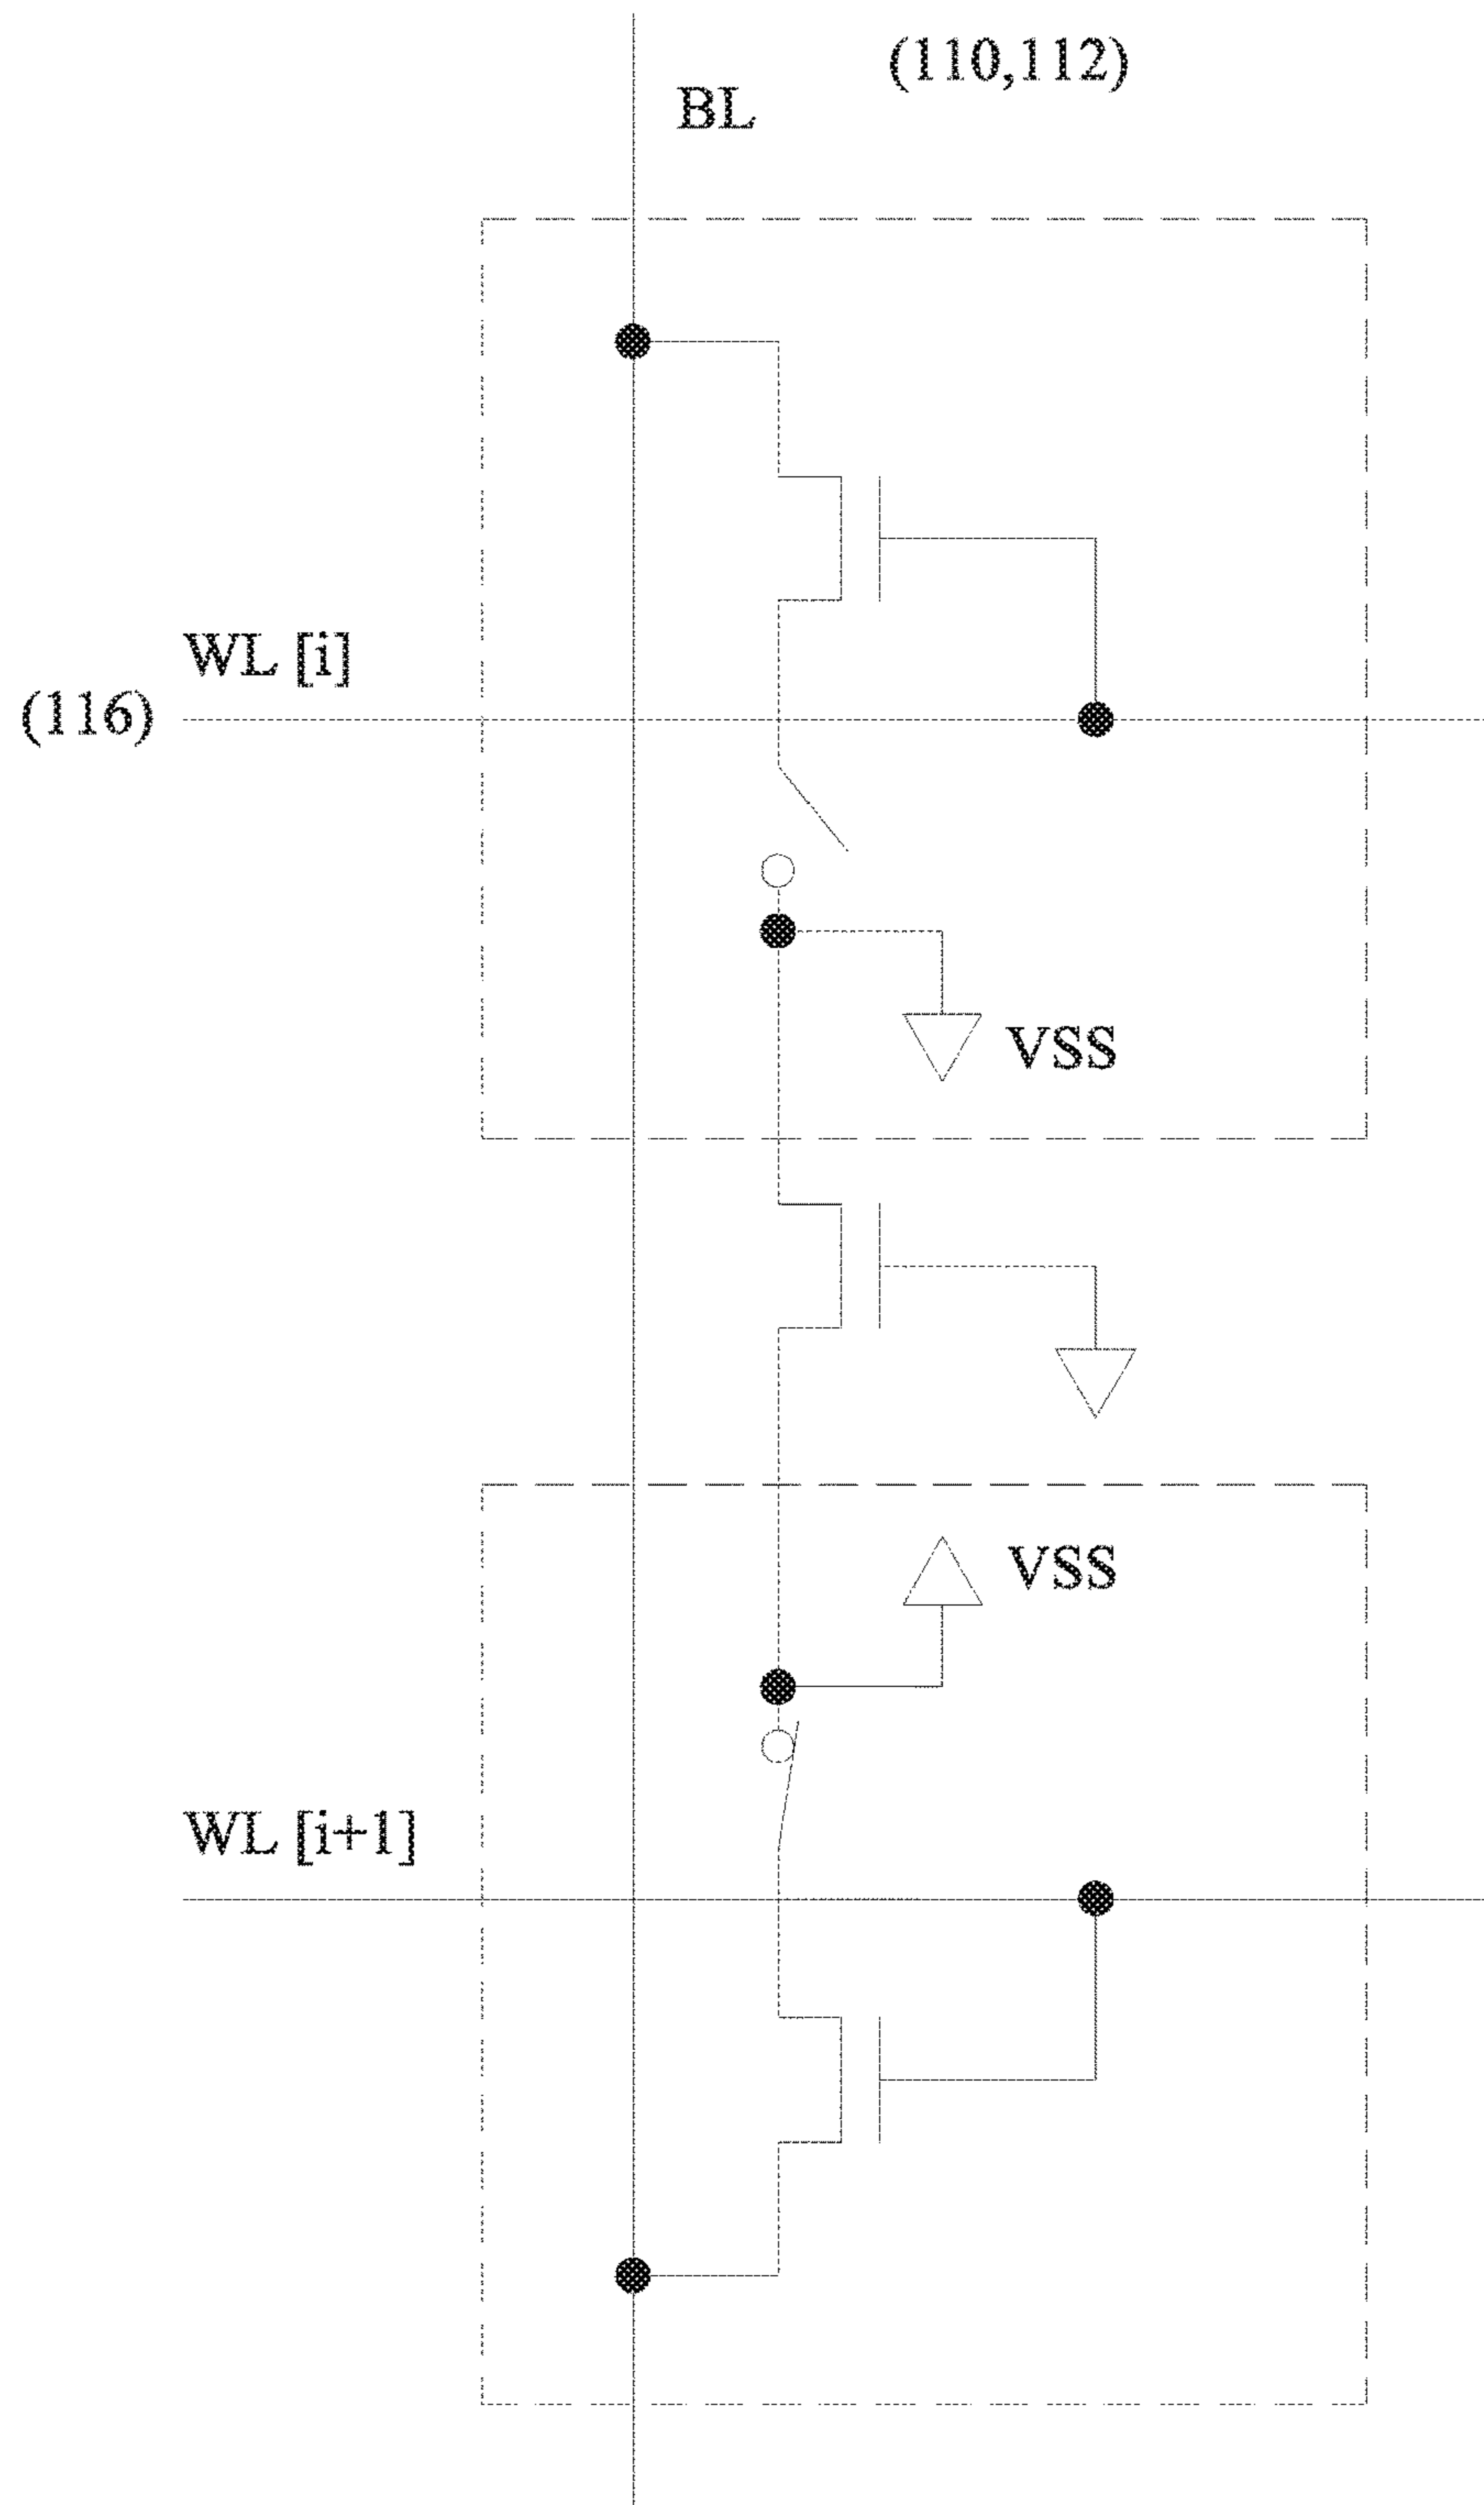 (110,112)
BL
WL [i]
(116)
VSS
VSS
WL [i+1]